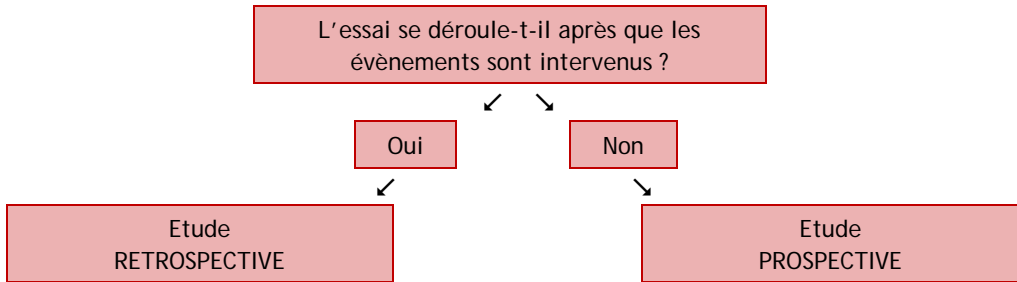 L'essai se déroule-t-il après que les
évènements sont intervenus ?
Oui
Non
Etude
RETROSPECTIVE
Etude
PROSPECTIVE